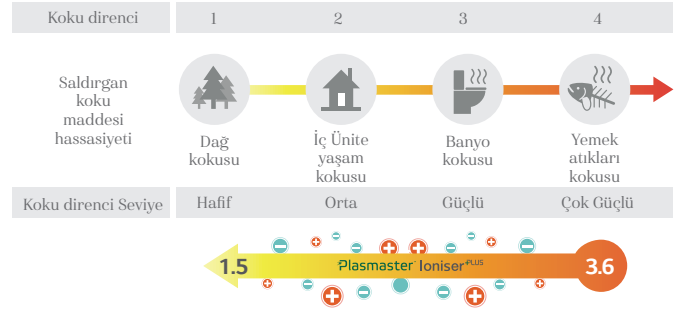 Koku direnci 1 2 3 4
Saldırgan
koku
maddesi
hassasiyeti
Dağ
kokusu
İç Ünite
yaşam
kokusu
Banyo
kokusu
Yemek
atıkları
kokusu
Koku direnci Seviye Hafif Orta Güçlü Çok Güçlü
1.5 Plasmaster Ioniser PLUS 3.6